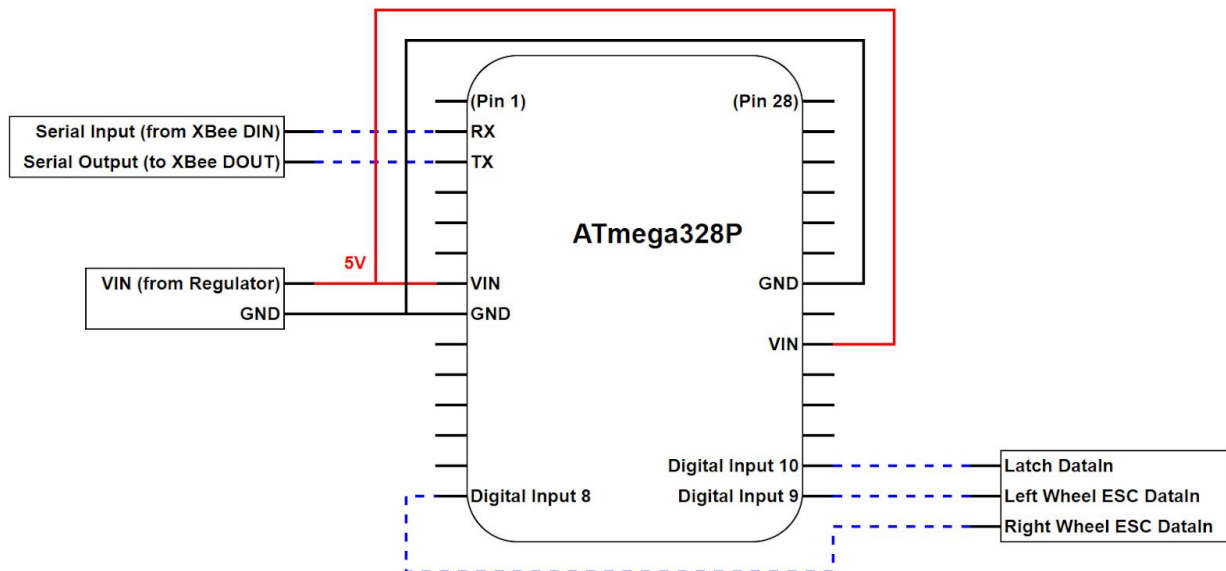 (Pin 1)
(Pin 28)
Serial Input (from XBee DIN)
RX
Serial Output (to XBee DOUT)
TX
ATmega328P
5V
VIN (from Regulator)
VIN
GND
GND
GND
VIN
Digital Input 10
Latch DataIn
Digital Input 8
Digital Input 9
Left Wheel ESC DataIn
Right Wheel ESC DataIn